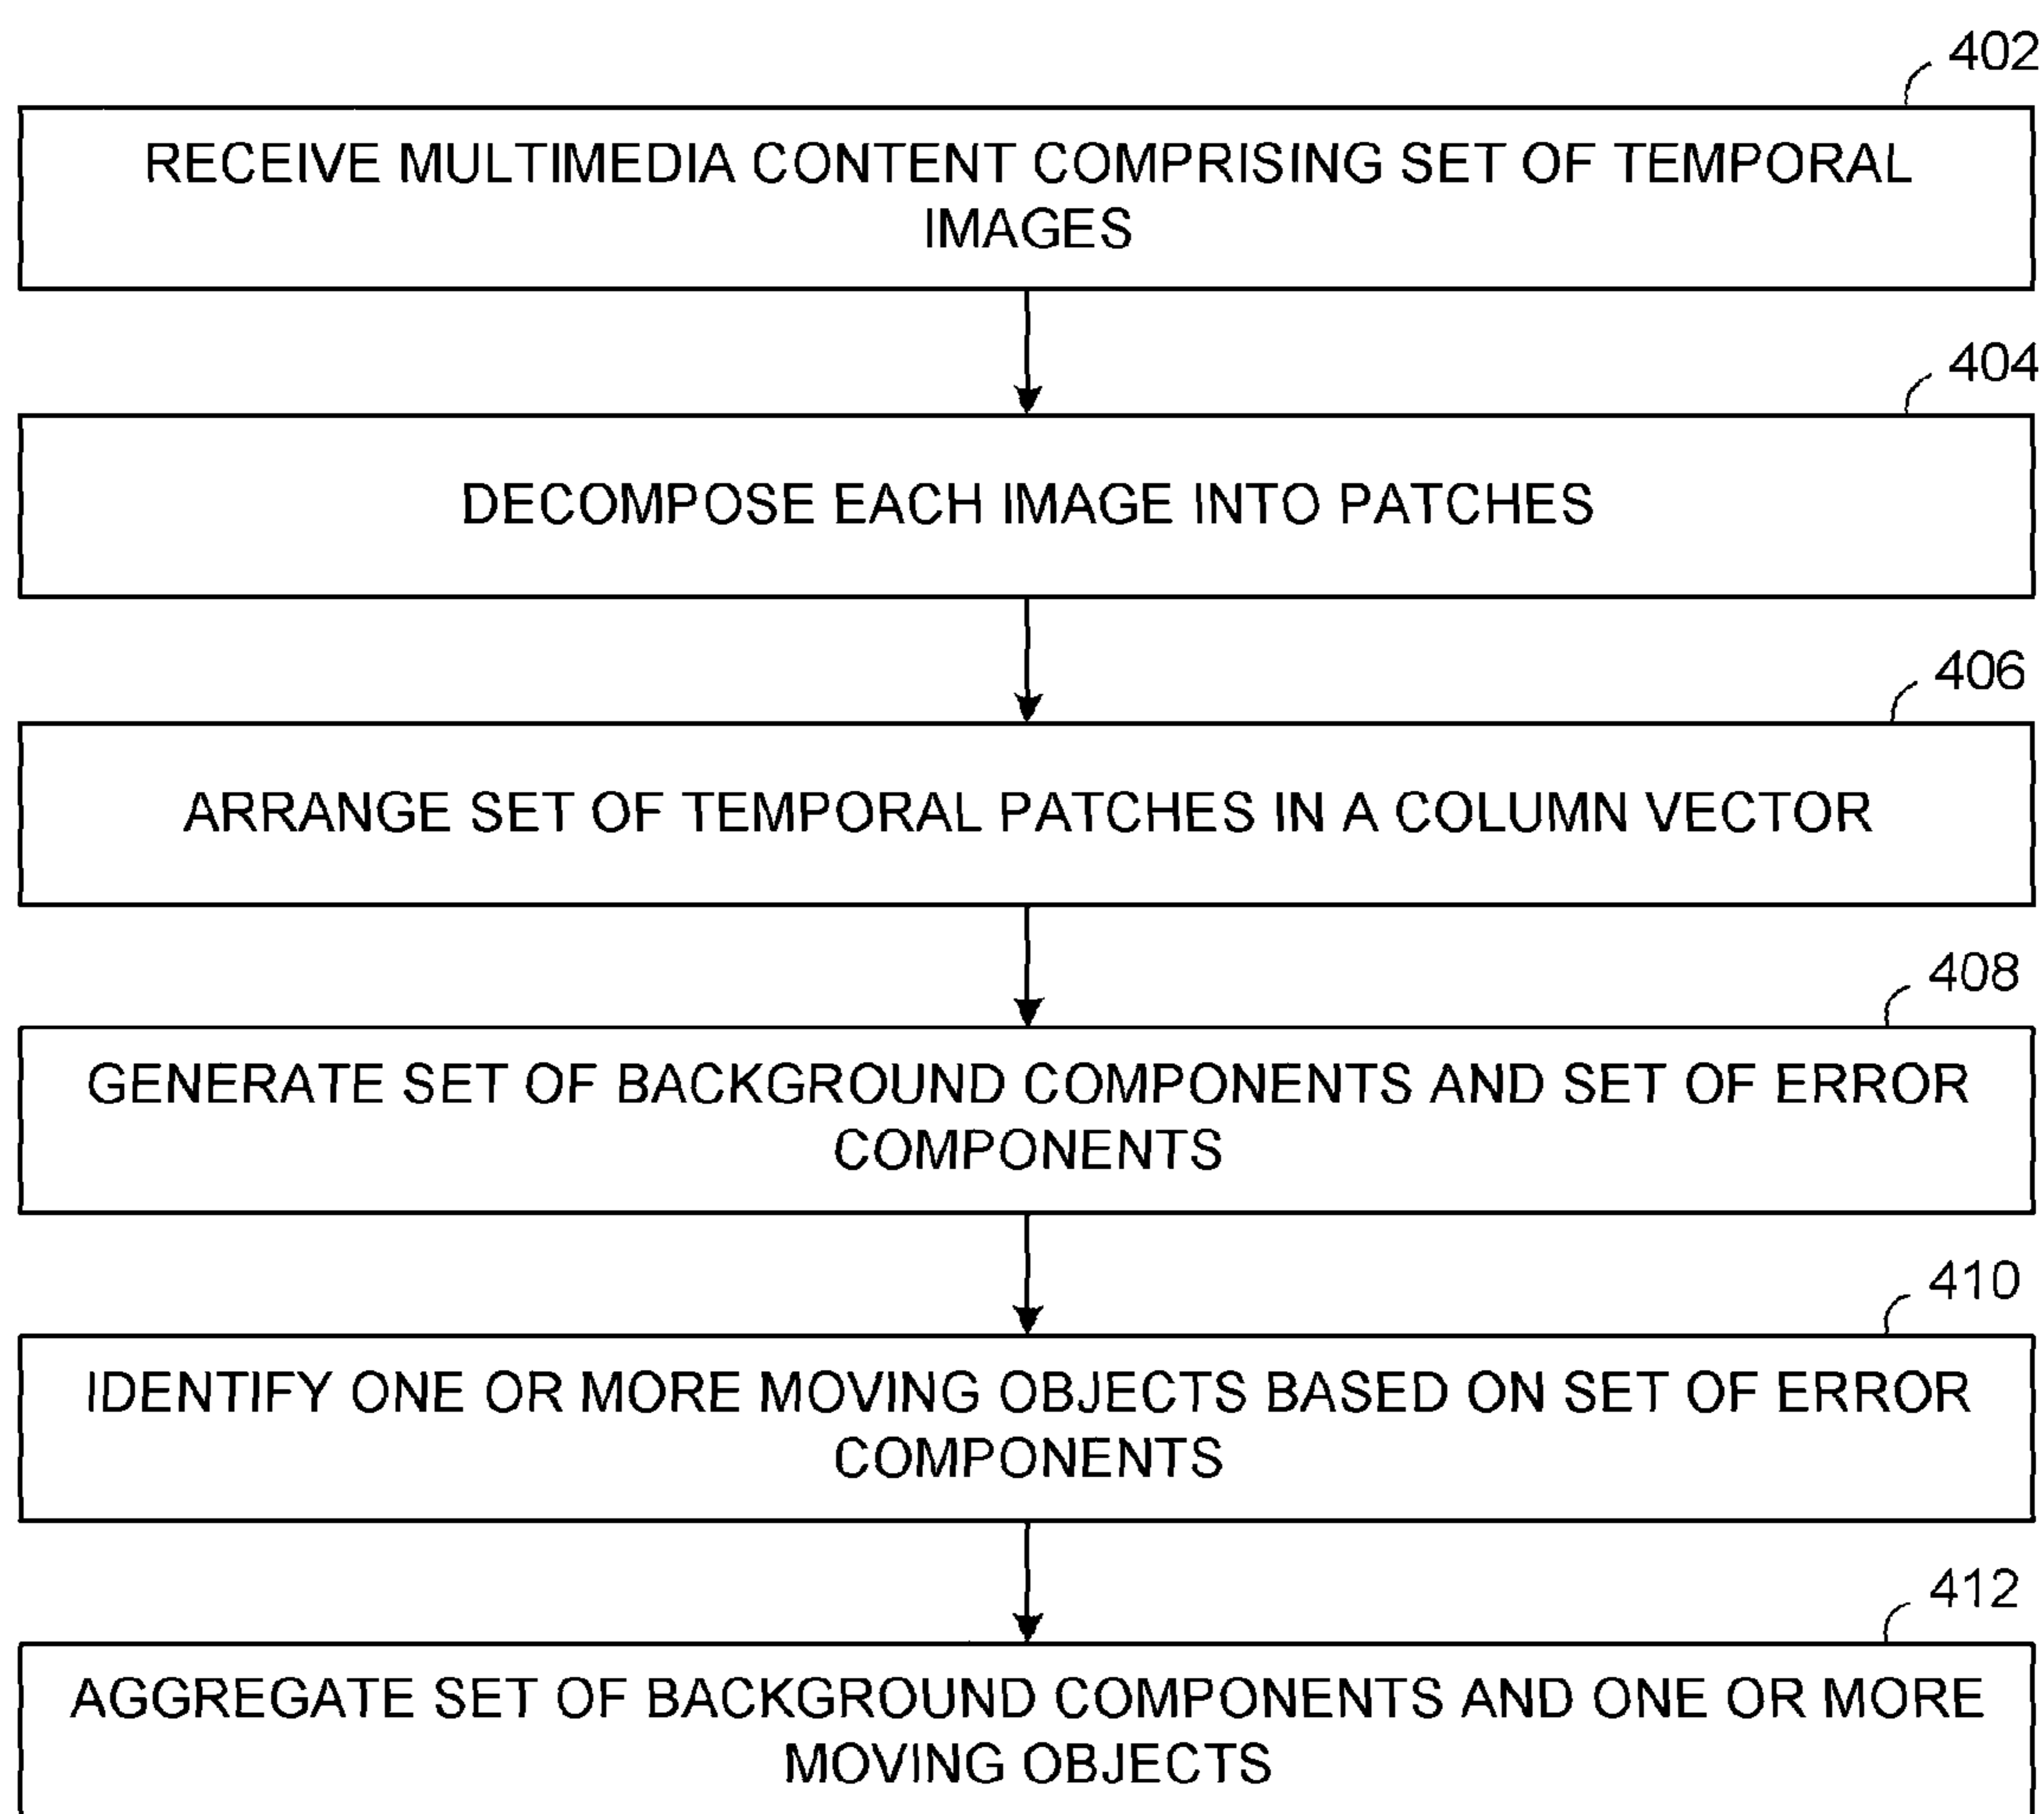 402
RECEIVE MULTIMEDIA CONTENT COMPRISING SET OF TEMPORAL
IMAGES
404
DECOMPOSE EACH IMAGE INTO PATCHES
406
ARRANGE SET OF TEMPORAL PATCHES IN A COLUMN VECTOR
408
GENERATE SET OF BACKGROUND COMPONENTS AND SET OF ERROR
COMPONENTS
410
IDENTIFY ONE OR MORE MOVING OBJECTS BASED ON SET OF ERROR
COMPONENTS
412
AGGREGATE SET OF BACKGROUND COMPONENTS AND ONE OR MORE
MOVING OBJECTS